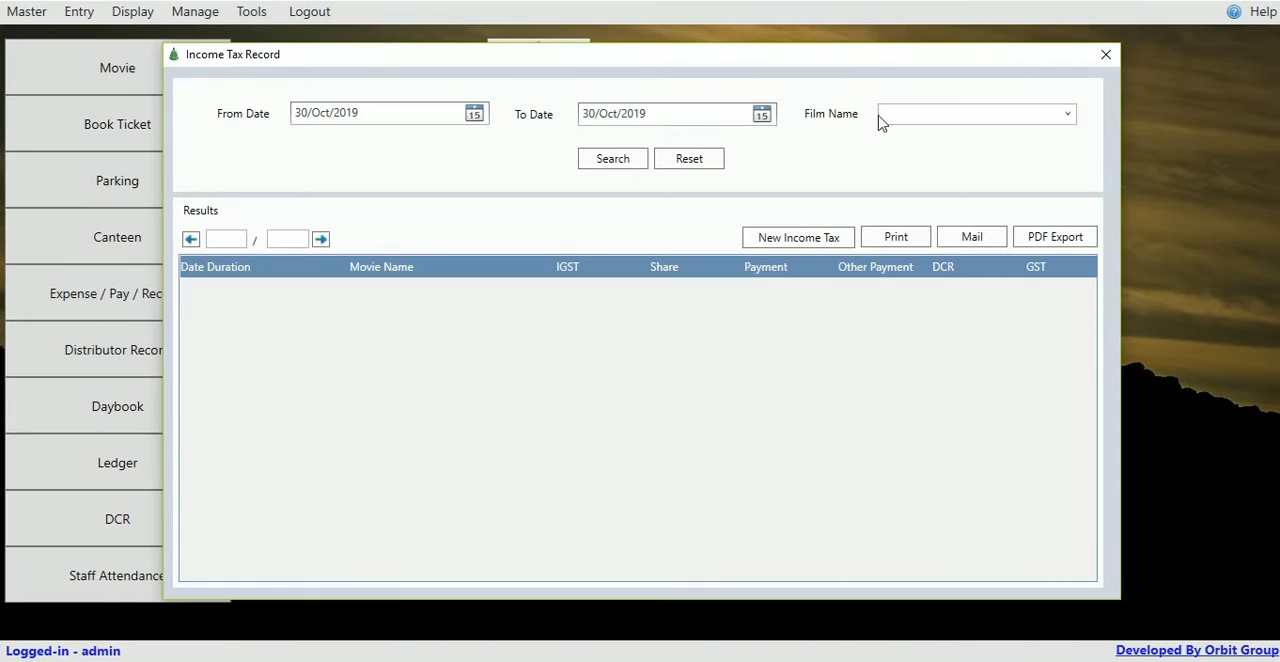 Master Entry Display Manage Tools Logout Help
Income Tax Record
From Date 30/Oct/2019 15 To Date 30/Oct/2019 15 Film Name
Search Reset
Results
/ New Income Tax Print Mail PDF Export
Date Duration Movie Name IGST Share Payment Other Payment DCR GST
Movie
Book Ticket
Parking
Canteen
Expense / Pay / Rec
Distributor Recor
Daybook
Ledger
DCR
Staff Attendance
Logged-in - admin Developed By Orbit Group